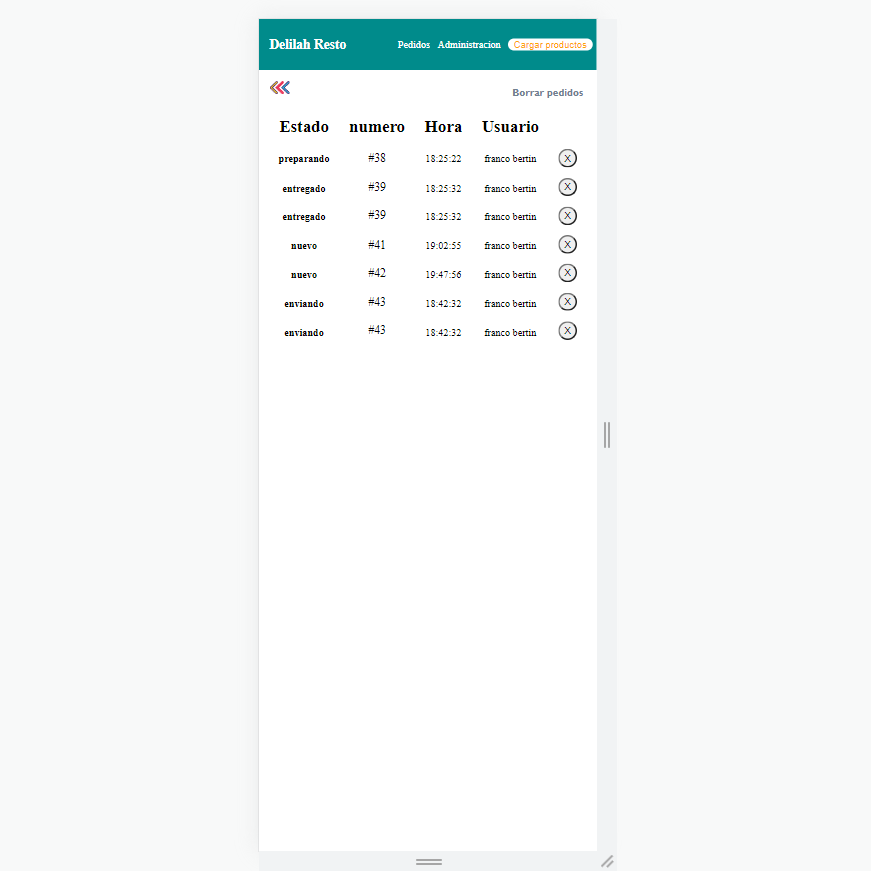 Delilah Resto Pedidos Administracion Cargar productos
Borrar pedidos
Estado numero Hora Usuario
preparando #38 18:25:22 franco bertin X
entregado #39 18:25:32 franco bertin X
entregado #39 18:25:32 franco bertin X
nuevo #41 19:02:55 franco bertin X
nuevo #42 19:47:56 franco bertin X
enviando #43 18:42:32 franco bertin X
enviando #43 18:42:32 franco bertin X